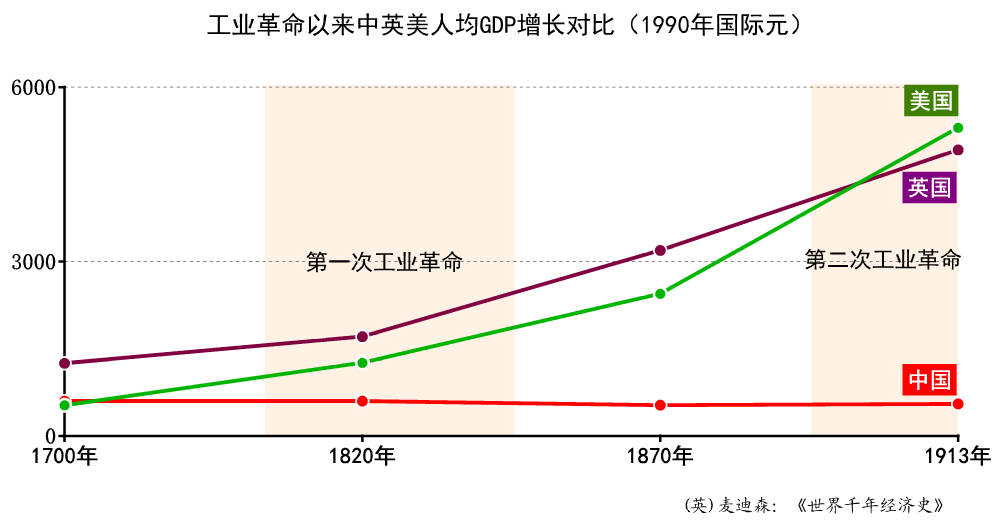 工业革命以来中英美人均GDP增长对比（1990年国际元）
6000
美国
英国
3000
第一次工业革命
第二次工业革命
中国
0
1700年
1820年
1870年
1913年
(英)麦迪森：《世界千年经济史》